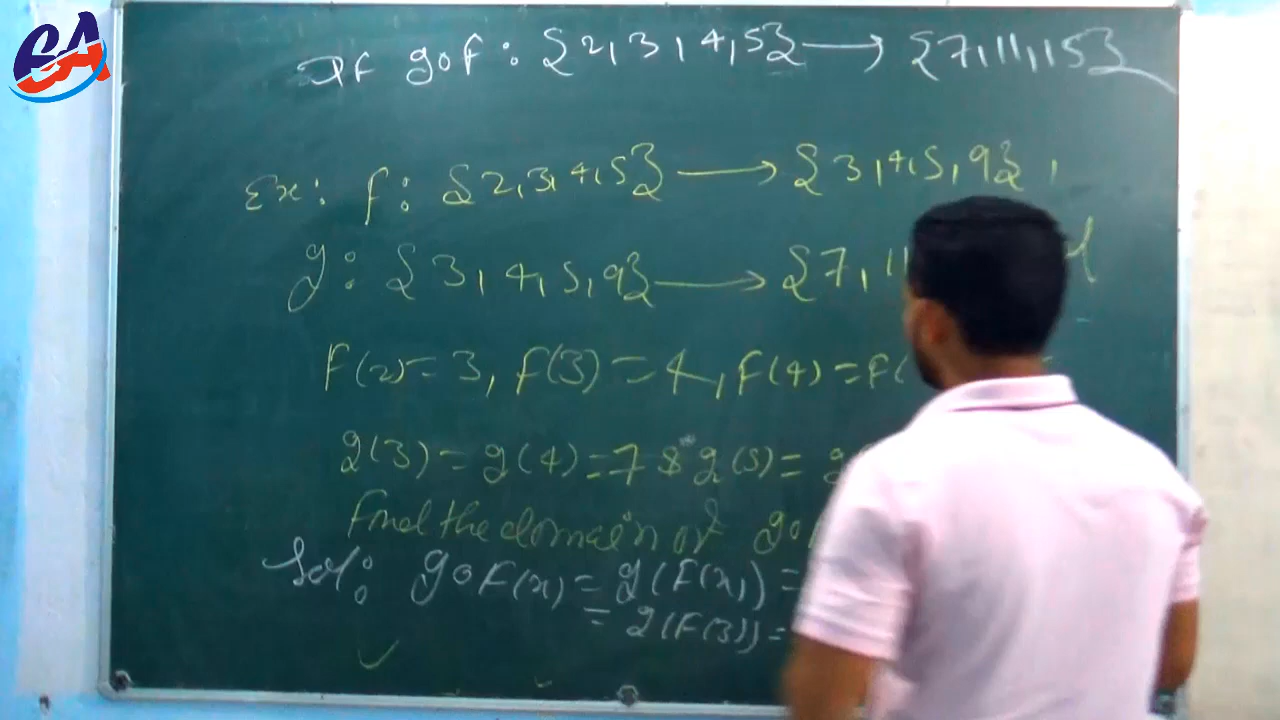 EA
If gof : {2,3,4,5} → {7,11,15}
Ex: f: {2,3,4,5} → {3,4,5,9},
g: {3,4,5,9} → {7,11
F(2)=3, f(3)=4, F(4)=F(
g(3)=g(4)=7 & g(5)= g
find the domain of go
Sol: goF(x) = g(F(x)) =
= g(F(3)) =